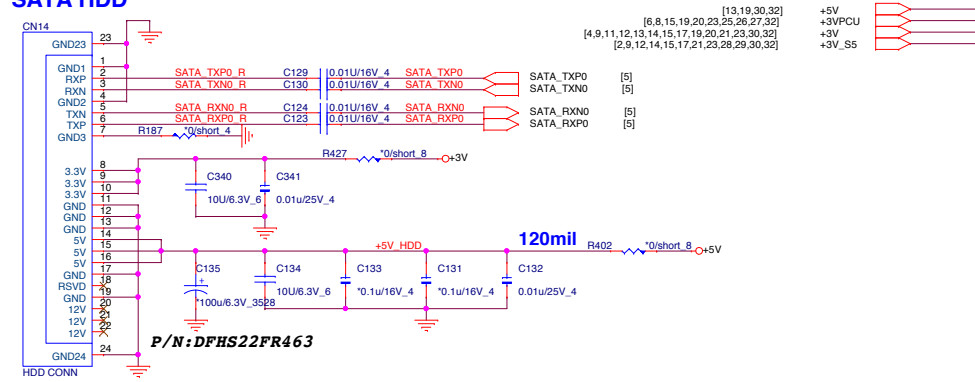 SATA HDD
CN14
GND23 23
GND1 1
RXP 2 SATA_TXP0_R C129 0.01U/16V_4 SATA_TXP0 SATA_TXP0 [5]
RXN 3 SATA_TXN0_R C130 0.01U/16V_4 SATA_TXN0 SATA_TXN0 [5]
GND2 4
TXN 5 SATA_RXN0_R C124 0.01U/16V_4 SATA_RXN0 SATA_RXN0 [5]
TXP 6 SATA_RXP0_R C123 0.01U/16V_4 SATA_RXP0 SATA_RXP0 [5]
GND3 7 R187 *0/short_4
[13,19,30,32] +5V
[6,8,15,19,20,23,25,26,27,32] +3VPCU
[4,9,11,12,13,14,15,17,19,20,21,23,30,32] +3V
[2,9,12,14,15,17,21,23,28,29,30,32] +3V_S5
R427 *0/short_8 +3V
3.3V 8
3.3V 9
3.3V 10
GND 11
GND 12
GND 13
5V 14
5V 15
5V 16
GND 17
RSVD 18
GND 19
12V 20
12V 21
12V 22
GND24 24
HDD CONN
C340 10U/6.3V_6
C341 0.01u/25V_4
+5V_HDD 120mil R402 *0/short_8 +5V
C135 + *100u/6.3V_3528
C134 10U/6.3V_6
C133 *0.1u/16V_4
C131 *0.1u/16V_4
C132 0.01u/25V_4
P/N:DFHS22FR463